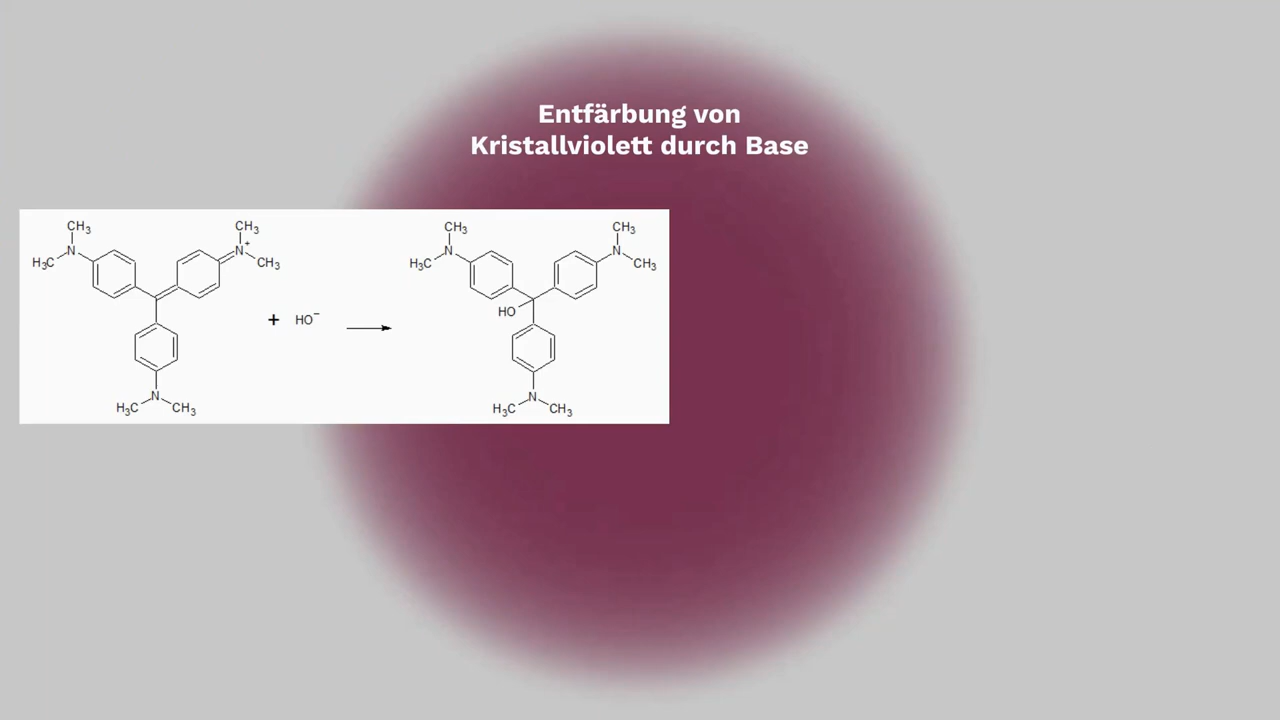 Entfärbung von
Kristallviolett durch Base
CH₃ CH₃ CH₃ CH₃
H₃C N N⁺ CH₃ H₃C N N CH₃
+ HO⁻ HO
N N
H₃C CH₃ H₃C CH₃